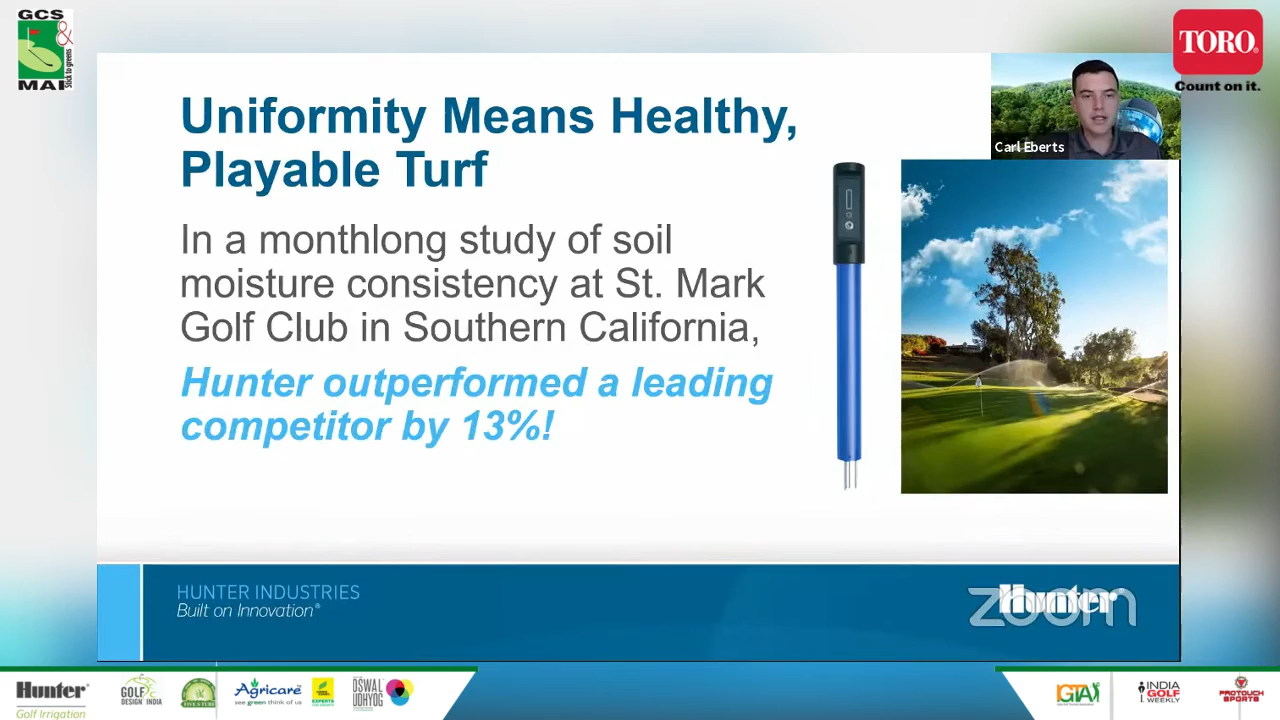 GCS
&
MAI
Stick to greens
TORO
Count on it.
Uniformity Means Healthy,
Playable Turf
Carl Eberts
In a monthlong study of soil
moisture consistency at St. Mark
Golf Club in Southern California,
Hunter outperformed a leading
competitor by 13%!
HUNTER INDUSTRIES
Built on Innovation®
Hunter
zoom
Hunter®
Golf Irrigation
GOLF
DESIGN INDIA
Agricare
see green think of us
OSWAL
UDHYOG
GTA
INDIA
GOLF
WEEKLY
PROTOUCH
SPORTS